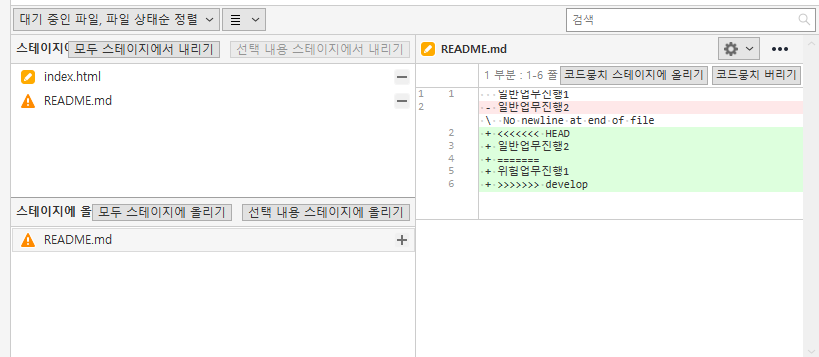 대기 중인 파일, 파일 상태순 정렬
검색
스테이지에 모두 스테이지에서 내리기 선택 내용 스테이지에서 내리기
index.html
README.md
스테이지에 올 모두 스테이지에 올리기 선택 내용 스테이지에 올리기
README.md
README.md
1 부분 : 1-6 줄 코드뭉치 스테이지에 올리기 코드뭉치 버리기
1 1 일반업무진행1
2 - 일반업무진행2
\ No newline at end of file
2 + <<<<<<< HEAD
3 + 일반업무진행2
4 + =======
5 + 위험업무진행1
6 + >>>>>>> develop